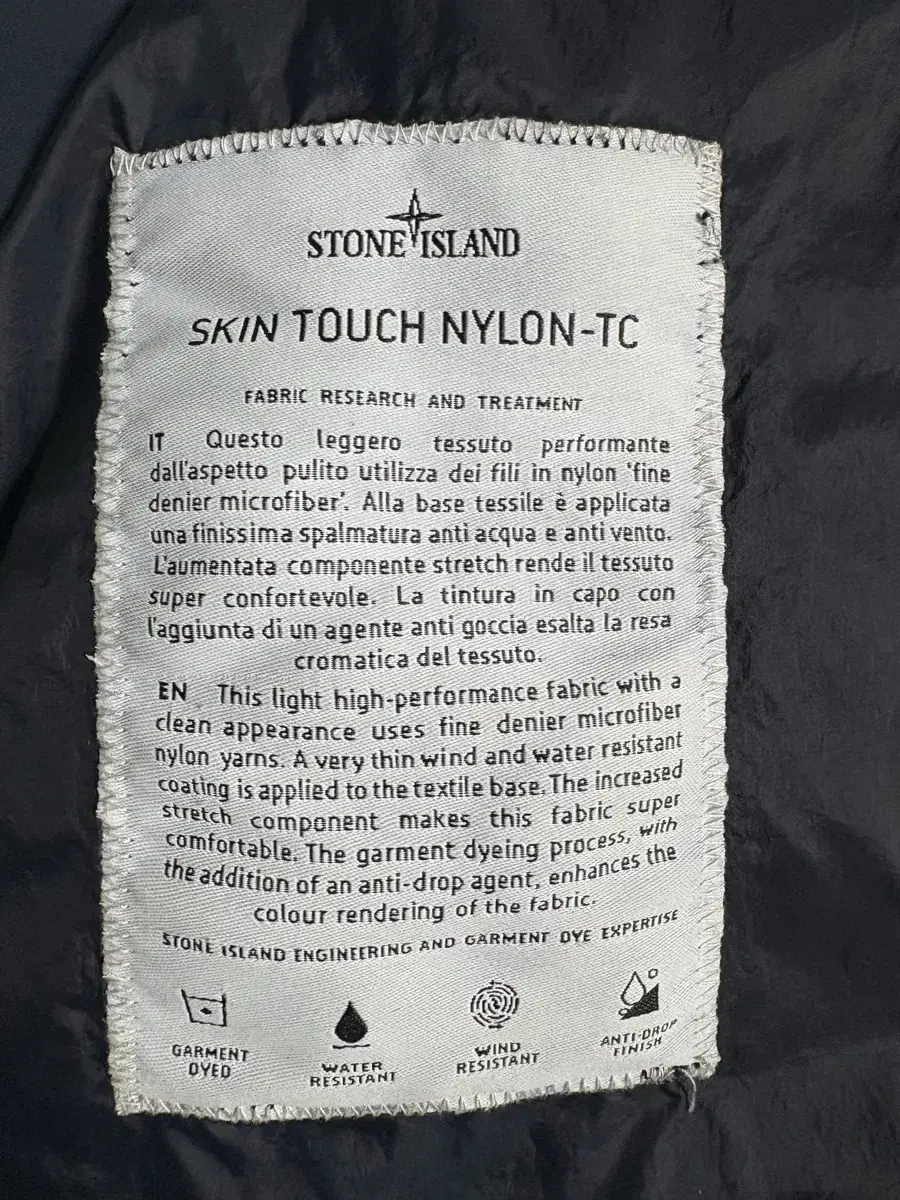 STONE ISLAND
SKIN TOUCH NYLON-TC
FABRIC RESEARCH AND TREATMENT
IT Questo leggero tessuto performante
dall'aspetto pulito utilizza dei fili in nylon 'fine
denier microfiber'. Alla base tessile è applicata
una finissima spalmatura anti acqua e anti vento.
L'aumentata componente stretch rende il tessuto
super confortevole. La tintura in capo con
l'aggiunta di un agente anti goccia esalta la resa
cromatica del tessuto.
EN This light high-performance fabric with a
clean appearance uses fine denier microfiber
nylon yarns. A very thin wind and water resistant
coating is applied to the textile base. The increased
stretch component makes this fabric super
comfortable. The garment dyeing process, with
the addition of an anti-drop agent, enhances the
colour rendering of the fabric.
STONE ISLAND ENGINEERING AND GARMENT DYE EXPERTISE
GARMENT
DYED
WATER
RESISTANT
WIND
RESISTANT
ANTI-DROP
FINISH